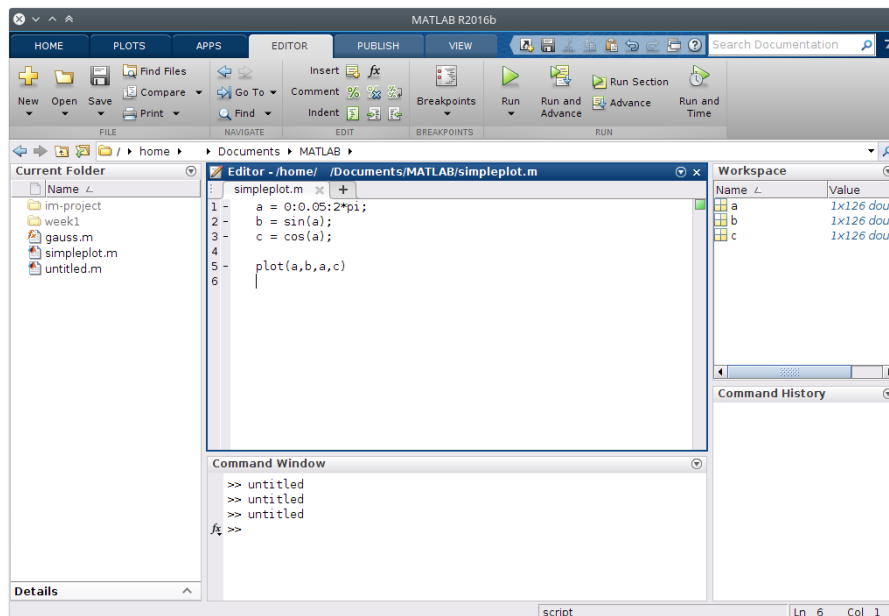 MATLAB R2016b
HOME PLOTS APPS EDITOR PUBLISH VIEW Search Documentation
New Open Save Find Files Compare Print
FILE
Go To Find
NAVIGATE
Insert fx
Comment
Indent
EDIT
Breakpoints
BREAKPOINTS
Run Run and Advance Run Section Advance Run and Time
RUN
/ home Documents MATLAB
Current Folder
Name
im-project
week1
gauss.m
simpleplot.m
untitled.m
Details
Editor - /home/ /Documents/MATLAB/simpleplot.m
simpleplot.m +
1 - a = 0:0.05:2*pi;
2 - b = sin(a);
3 - c = cos(a);
4
5 - plot(a,b,a,c)
6
Command Window
>> untitled
>> untitled
>> untitled
fx >>
Workspace
Name Value
a 1x126 dou
b 1x126 dou
c 1x126 dou
Command History
script Ln 6 Col 1